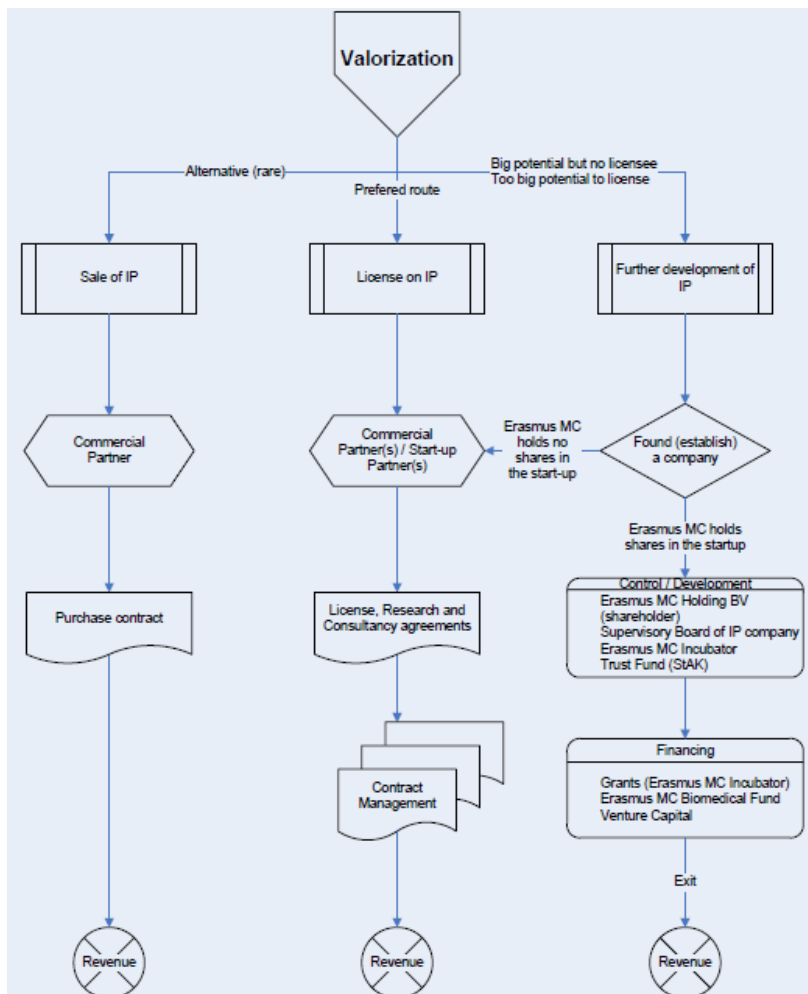 Valorization
Alternative (rare)
Prefered route
Big potential but no licensee
Too big potential to license
Sale of IP
License on IP
Further development of
IP
Commercial
Partner
Commercial
Partner(s) / Start-up
Partner(s)
Erasmus MC
holds no
shares in
the start-up
Found (establish)
a company
Erasmus MC holds
shares in the startup
Purchase contract
License, Research and
Consultancy agreements
Control / Development
Erasmus MC Holding BV
(shareholder)
Supervisory Board of IP company
Erasmus MC Incubator
Trust Fund (StAK)
Contract
Management
Financing
Grants (Erasmus MC Incubator)
Erasmus MC Biomedical Fund
Venture Capital
Exit
Revenue
Revenue
Revenue